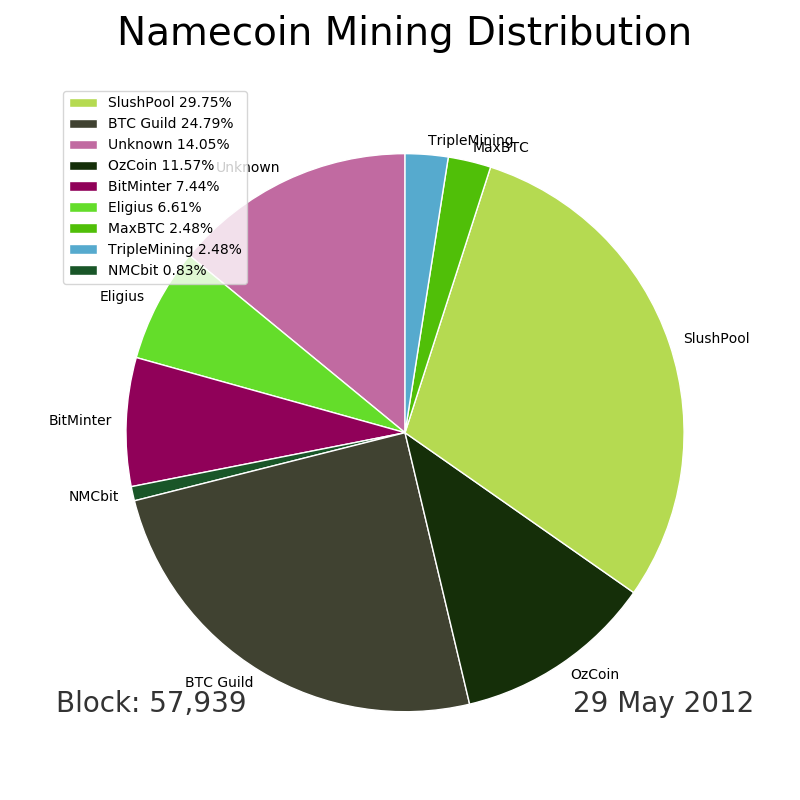 Namecoin Mining Distribution
SlushPool 29.75%
BTC Guild 24.79%
Unknown 14.05%
OzCoin 11.57%
BitMinter 7.44%
Eligius 6.61%
MaxBTC 2.48%
TripleMining 2.48%
NMCbit 0.83%
TripleMining
MaxBTC
Unknown
Eligius
SlushPool
BitMinter
NMCbit
OzCoin
BTC Guild
Block: 57,939
29 May 2012